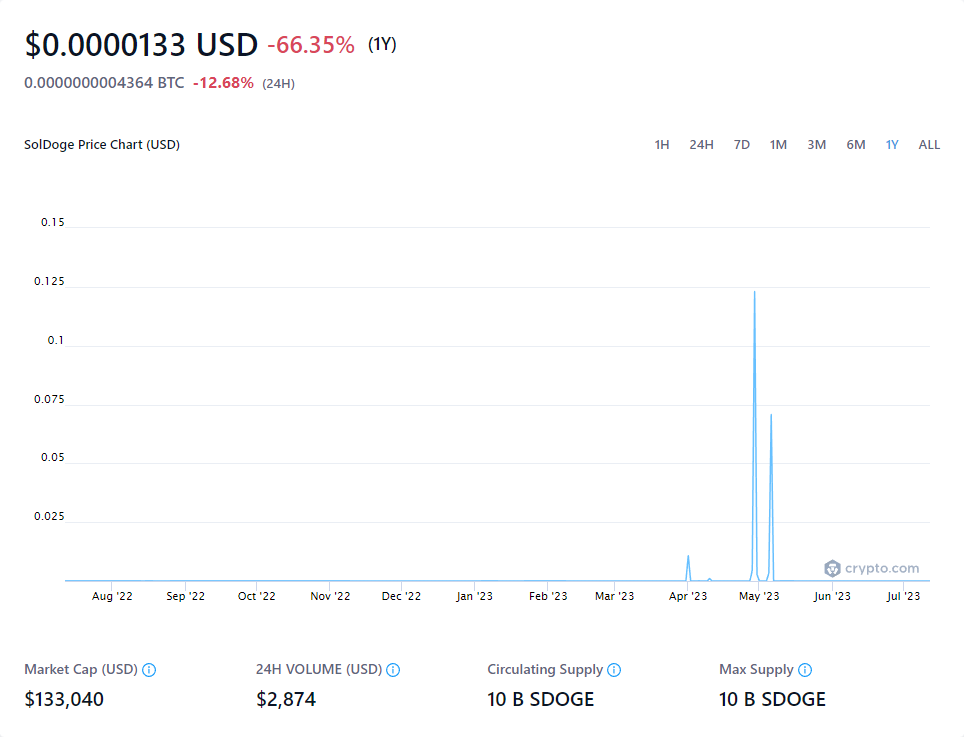 $0.0000133 USD -66.35% (1Y)
0.0000000004364 BTC -12.68% (24H)
SolDoge Price Chart (USD) 1H 24H 7D 1M 3M 6M 1Y ALL
0.15
0.125
0.1
0.075
0.05
0.025
crypto.com
Aug '22 Sep '22 Oct '22 Nov '22 Dec '22 Jan '23 Feb '23 Mar '23 Apr '23 May '23 Jun '23 Jul '23
Market Cap (USD) 24H VOLUME (USD) Circulating Supply Max Supply
$133,040 $2,874 10 B SDOGE 10 B SDOGE